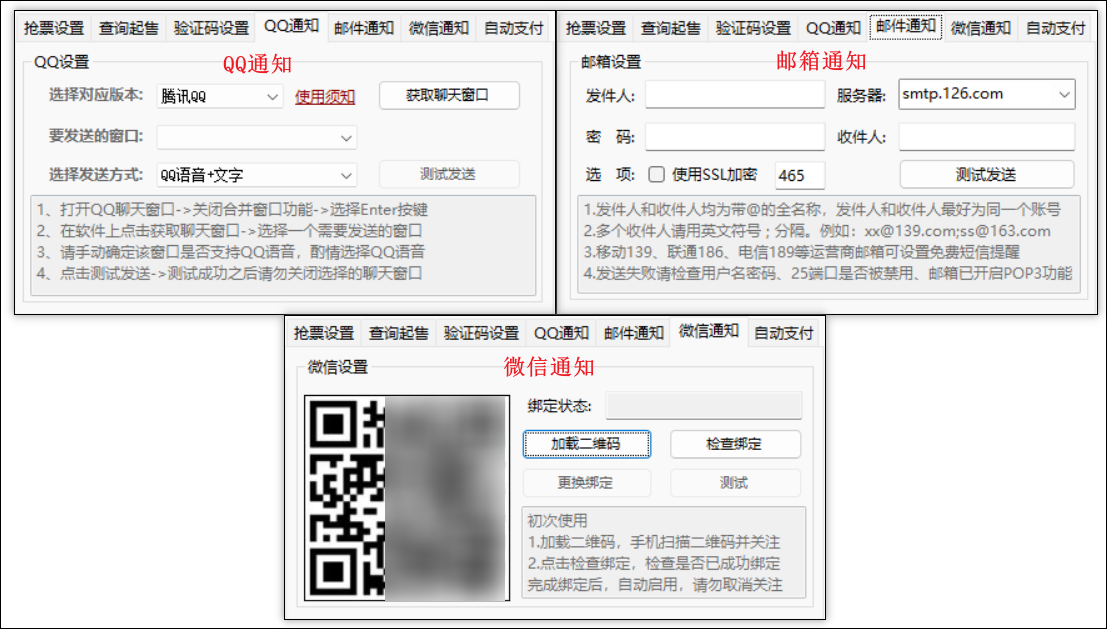 抢票设置 查询起售 验证码设置 QQ通知 邮件通知 微信通知 自动支付
QQ设置
QQ通知
选择对应版本: 腾讯QQ 使用须知 获取聊天窗口
要发送的窗口:
选择发送方式: QQ语音+文字 测试发送
1、打开QQ聊天窗口->关闭合并窗口功能->选择Enter按键
2、在软件上点击获取聊天窗口->选择一个需要发送的窗口
3、请手动确定该窗口是否支持QQ语音，酌情选择QQ语音
4、点击测试发送->测试成功之后请勿关闭选择的聊天窗口
抢票设置 查询起售 验证码设置 QQ通知 邮件通知 微信通知 自动支付
邮箱设置
邮箱通知
发件人: 服务器: smtp.126.com
密 码: 收件人:
选 项: 使用SSL加密 465 测试发送
1.发件人和收件人均为带@的全名称，发件人和收件人最好为同一个账号
2.多个收件人请用英文符号 ; 分隔。例如：xx@139.com;ss@163.com
3.移动139、联通186、电信189等运营商邮箱可设置免费短信提醒
4.发送失败请检查用户名密码、25端口是否被禁用、邮箱已开启POP3功能
抢票设置 查询起售 验证码设置 QQ通知 邮件通知 微信通知 自动支付
微信设置
微信通知
绑定状态:
加载二维码 检查绑定
更换绑定 测试
初次使用
1.加载二维码，手机扫描二维码并关注
2.点击检查绑定，检查是否已成功绑定
完成绑定后，自动启用，请勿取消关注